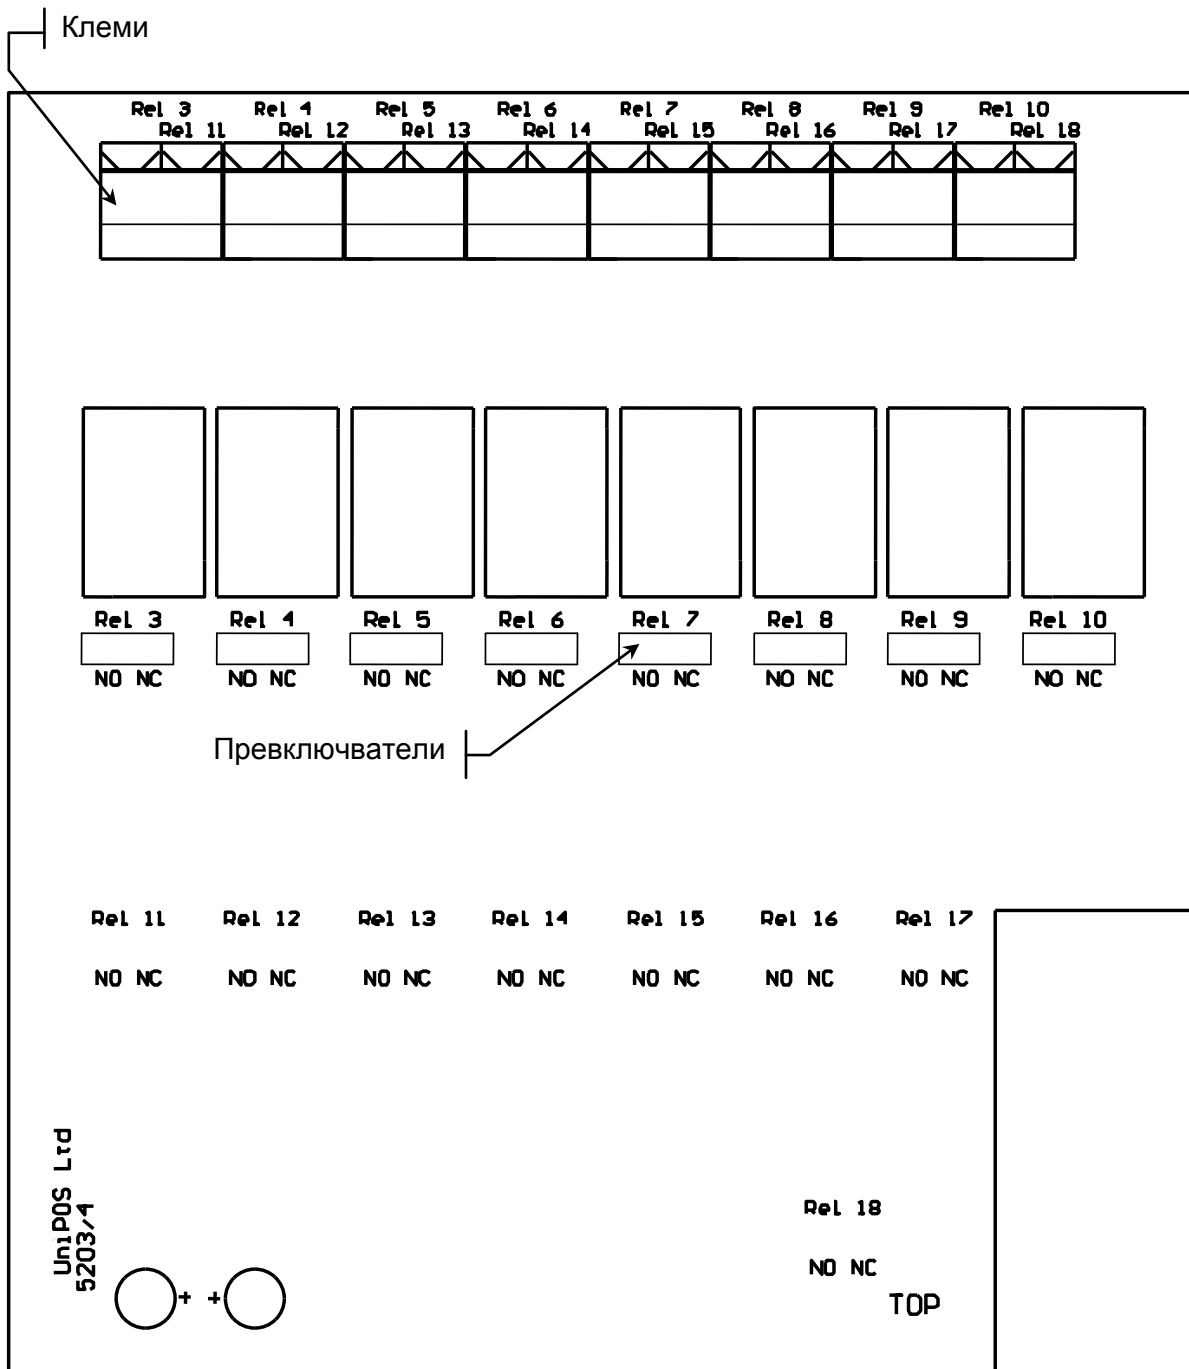 Клеми
Rel 3 Rel 4 Rel 5 Rel 6 Rel 7 Rel 8 Rel 9 Rel 10
Rel 11 Rel 12 Rel 13 Rel 14 Rel 15 Rel 16 Rel 17 Rel 18
Rel 3 Rel 4 Rel 5 Rel 6 Rel 7 Rel 8 Rel 9 Rel 10
NO NC NO NC NO NC NO NC NO NC NO NC NO NC NO NC
Превключватели
Rel 11 Rel 12 Rel 13 Rel 14 Rel 15 Rel 16 Rel 17
NO NC NO NC NO NC NO NC NO NC NO NC NO NC
UniPOS Ltd
5203/4
Rel 18
NO NC
+ +
TOP